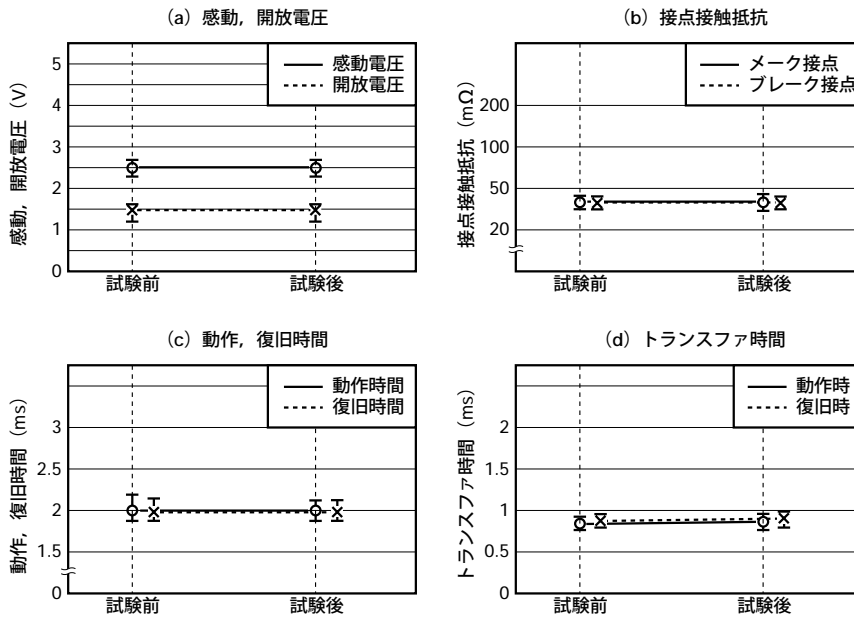 (a) 感動，開放電圧
感動，開放電圧（V）
5
4
3
2
1
0
感動電圧
開放電圧
試験前
試験後
(b) 接点接触抵抗
接点接触抵抗（mΩ）
200
100
50
20
メーク接点
ブレーク接点
試験前
試験後
(c) 動作，復旧時間
動作，復旧時間（ms）
3
2.5
2
1.5
0
動作時間
復旧時間
試験前
試験後
(d) トランスファ時間
トランスファ時間（ms）
2
1.5
1
0.5
0
動作時
復旧時
試験前
試験後